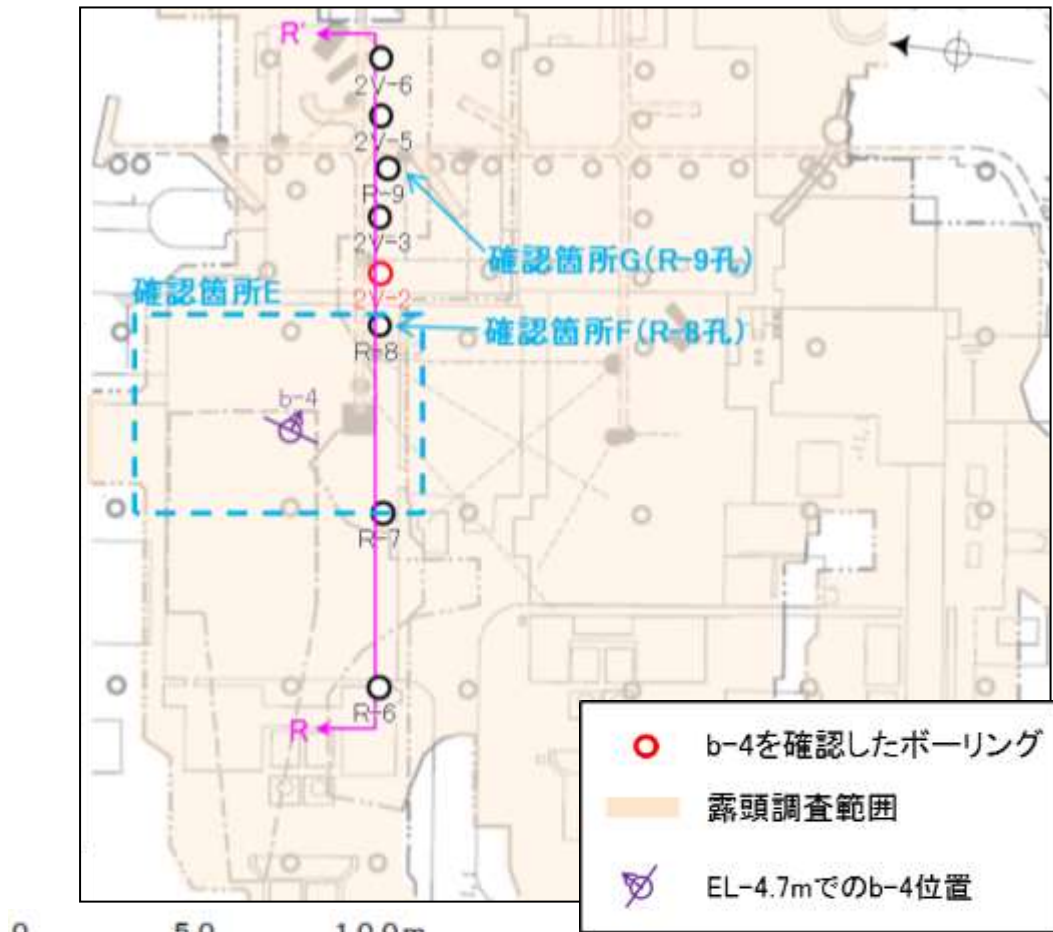 R'
2V-6
2V-5
R-9
2V-3
確認箇所G(R-9孔)
2V-2
確認箇所E
確認箇所F(R-8孔)
R-8
b-4
R-7
R-6
R
b-4を確認したボーリング
露頭調査範囲
EL-4.7mでのb-4位置
0 50 100m